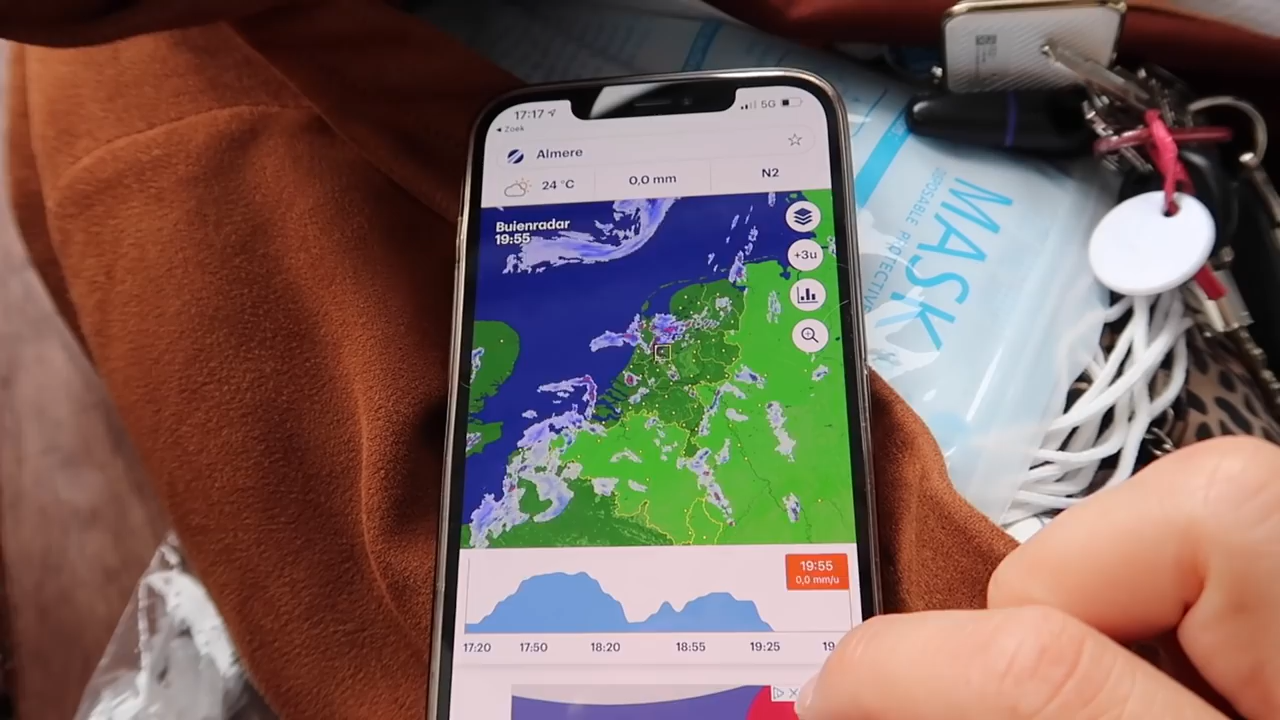 17:17
5G
◂ Zoek
Almere
24 °C
0,0 mm
N2
Buienradar
19:55
+3u
19:55
0,0 mm/u
17:20 17:50 18:20 18:55 19:25 19
MASK
DISPOSABLE PROTECTIVE